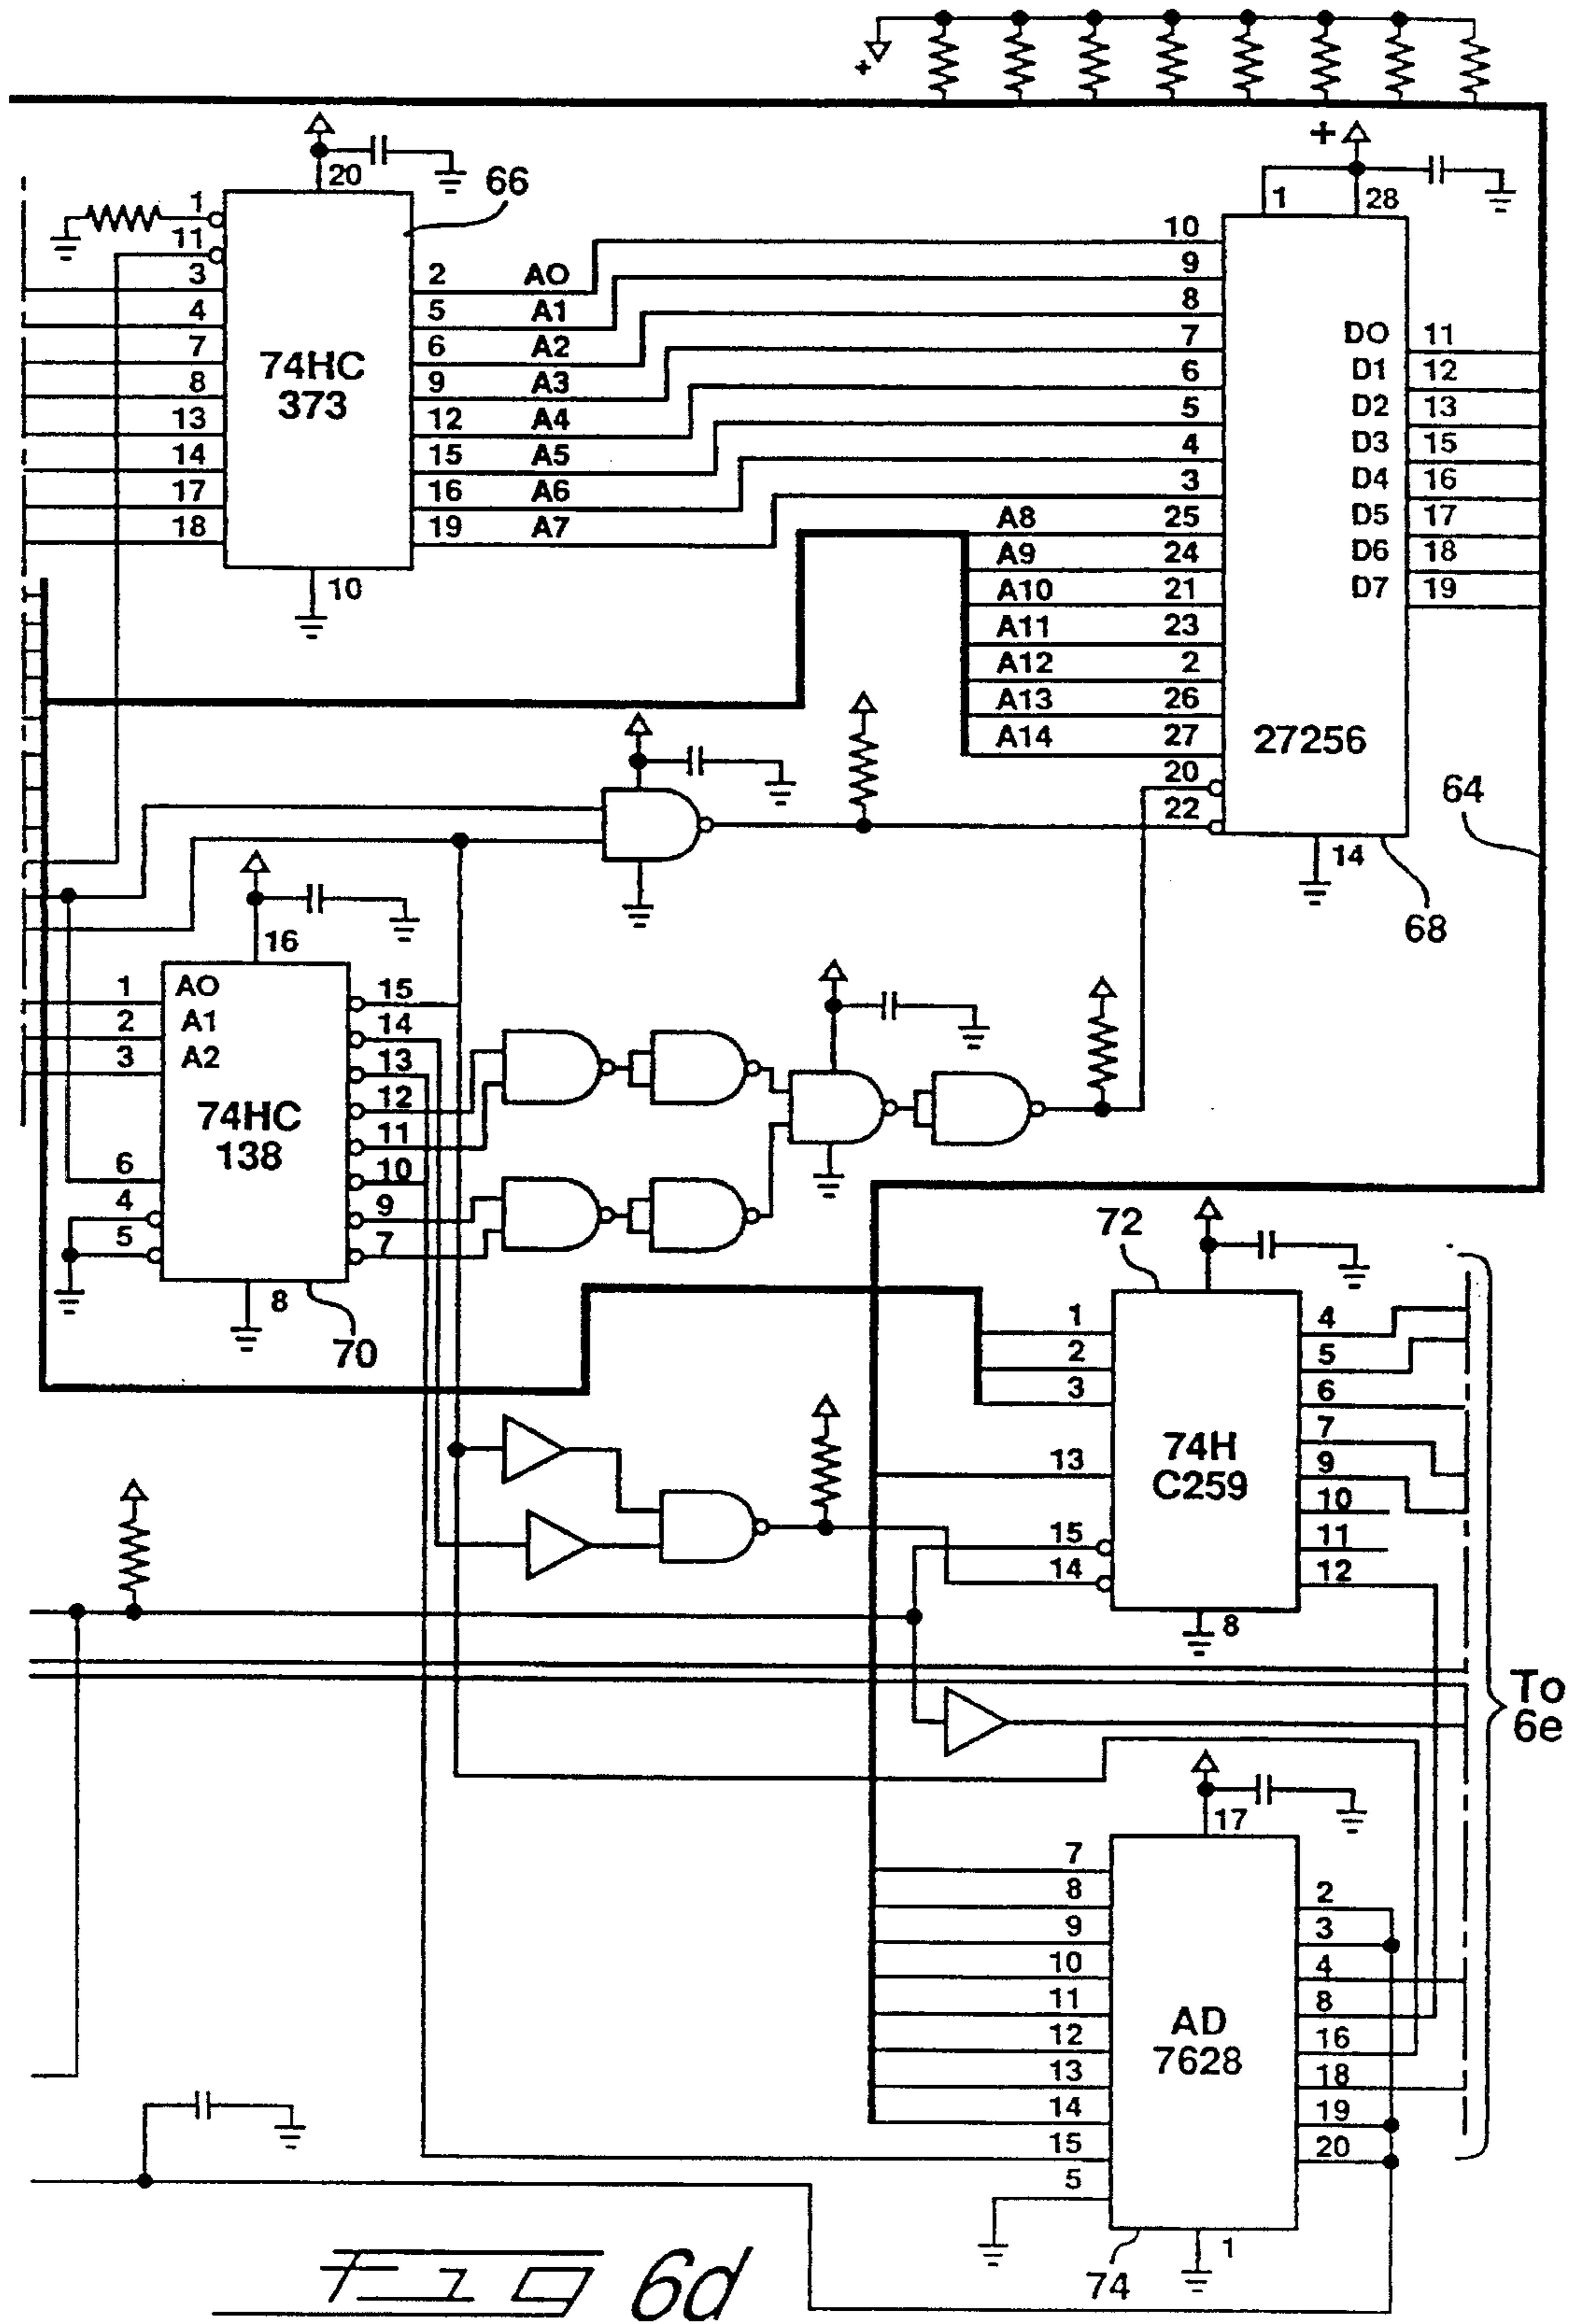 +
+
20
1 28
66
1
11
3
4
7
8
13
14
17
18
74HC
373
2 A0
5 A1
6 A2
9 A3
12 A4
15 A5
16 A6
19 A7
10
10
9
8
7
6
5
4
3
A8 25
A9 24
A10 21
A11 23
A12 2
A13 26
A14 27
20
22
D0 11
D1 12
D2 13
D3 15
D4 16
D5 17
D6 18
D7 19
27256
14
64
68
16
1 A0
2 A1
3 A2
74HC
138
6
4
5
15
14
13
12
11
10
9
7
8
70
72
1
2
3
13
15
14
74H
C259
4
5
6
7
9
10
11
12
8
To
6e
17
7
8
9
10
11
12
13
14
15
5
AD
7628
2
3
4
8
16
18
19
20
1
74
Fig 6d